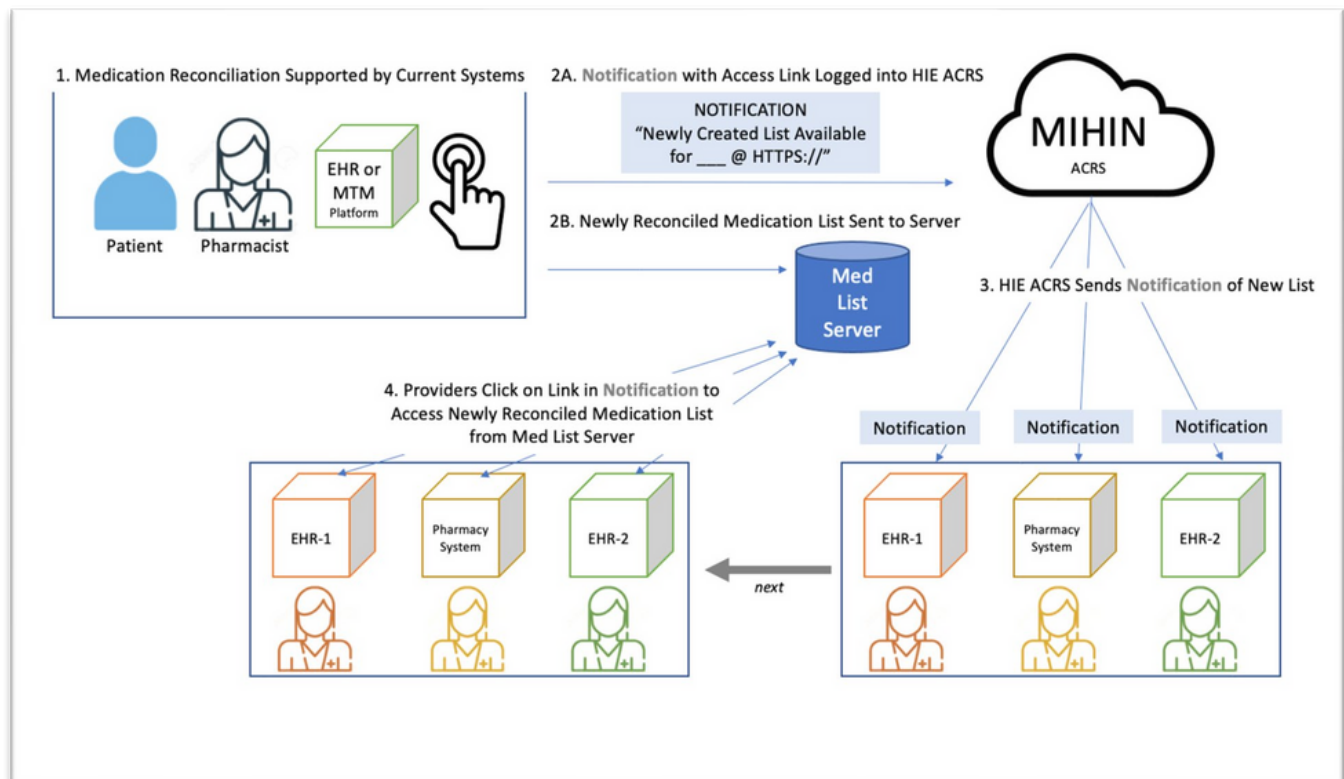 1. Medication Reconciliation Supported by Current Systems
2A. Notification with Access Link Logged into HIE ACRS
NOTIFICATION
“Newly Created List Available
for ___ @ HTTPS://”
MIHIN
ACRS
EHR or
MTM
Platform
Patient
Pharmacist
2B. Newly Reconciled Medication List Sent to Server
Med
List
Server
3. HIE ACRS Sends Notification of New List
4. Providers Click on Link in Notification to
Access Newly Reconciled Medication List
from Med List Server
Notification
Notification
Notification
EHR-1
Pharmacy
System
EHR-2
next
EHR-1
Pharmacy
System
EHR-2